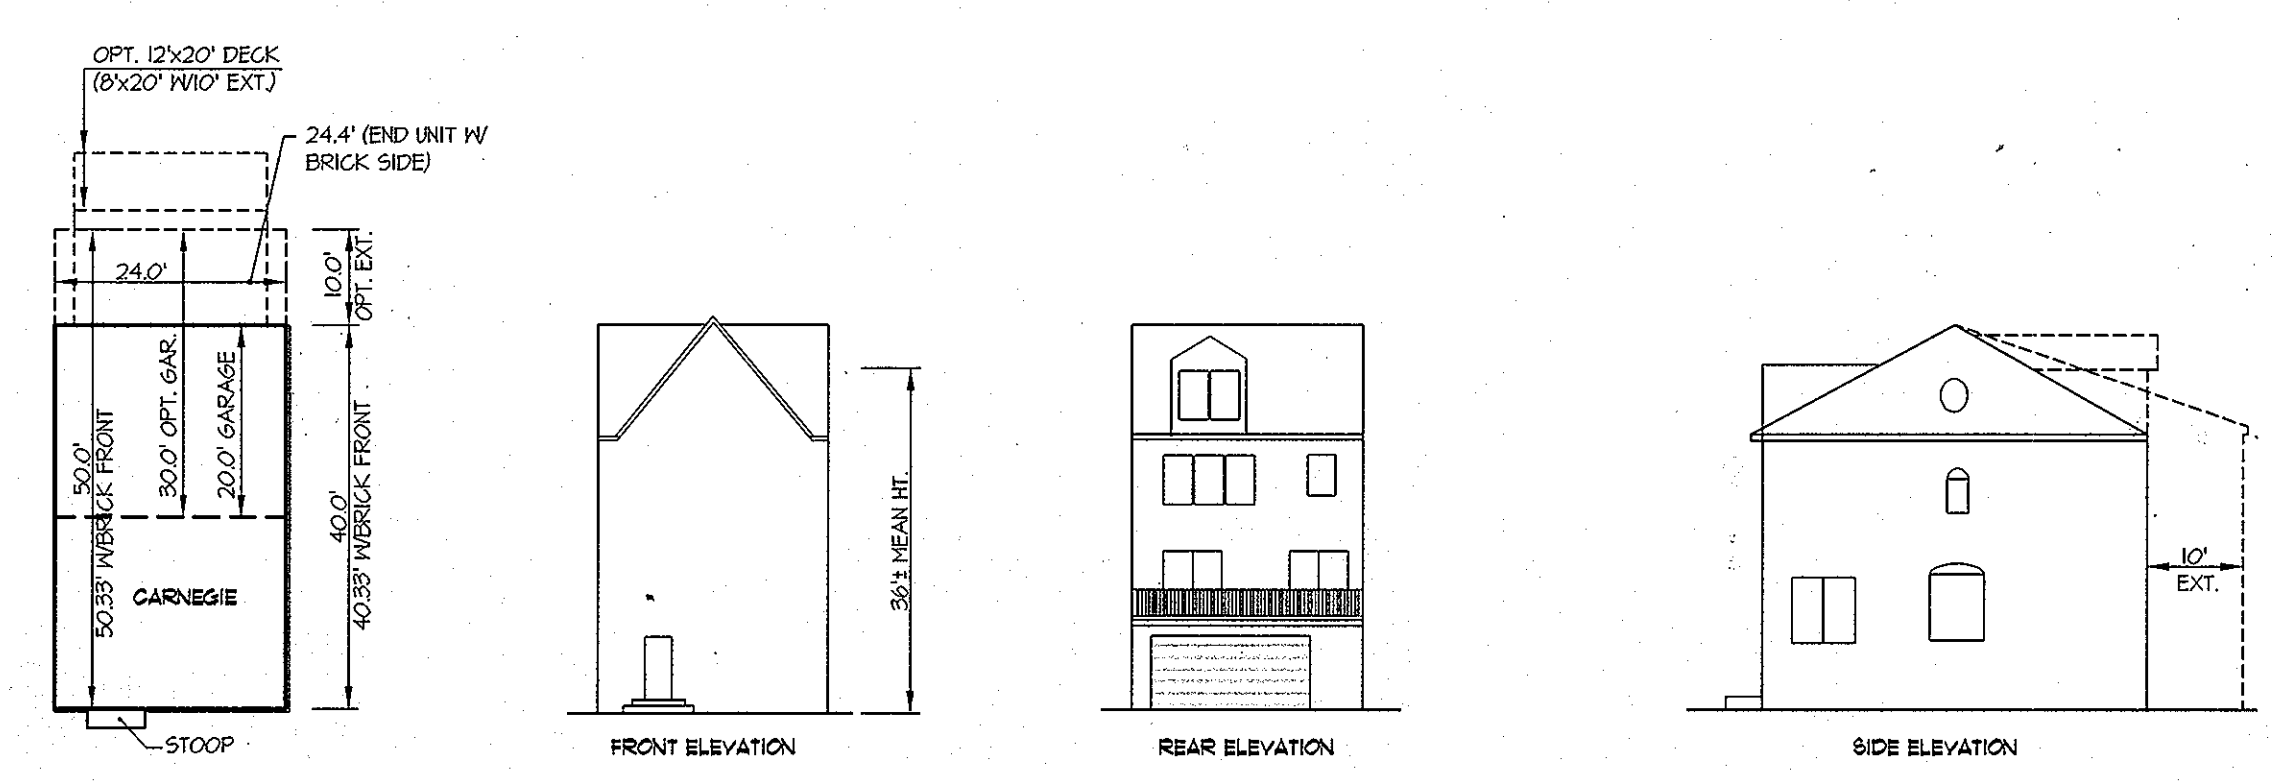 OPT. 12'x20' DECK
(8'x20' W/10' EXT.)
24.4' (END UNIT W/
BRICK SIDE)
24.0'
10.0'
OPT. EXT.
50.0'
50.33' W/BRICK FRONT
30.0' OPT. GAR.
20.0' GARAGE
40.0'
40.33' W/BRICK FRONT
CARNEGIE
STOOP
36'± MEAN HT.
FRONT ELEVATION
REAR ELEVATION
10'
EXT.
SIDE ELEVATION